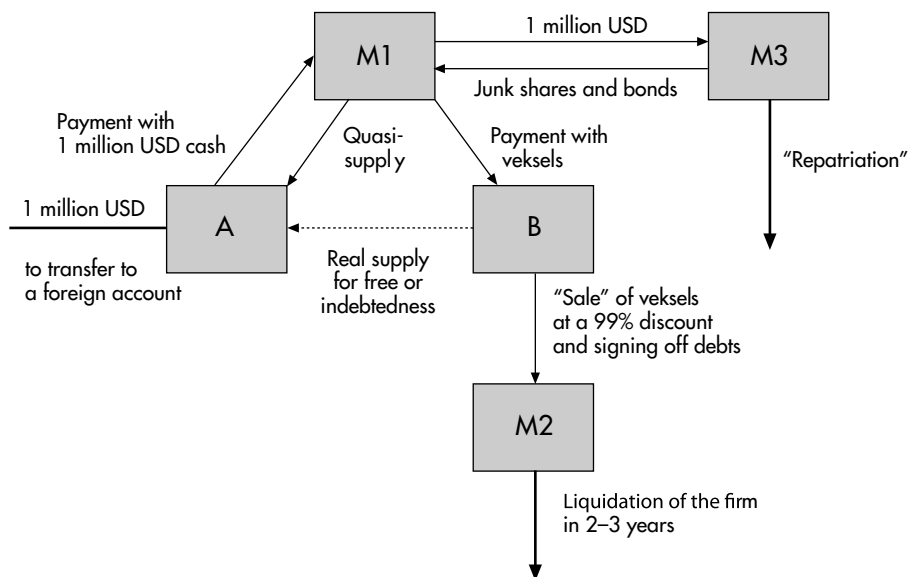 1 million USD
M1
M3
Junk shares and bonds
Payment with
1 million USD cash
Quasi-
supply
Payment with
veksels
"Repatriation"
1 million USD
A
B
to transfer to
a foreign account
Real supply
for free or
indebtedness
"Sale" of veksels
at a 99% discount
and signing off debts
M2
Liquidation of the firm
in 2–3 years